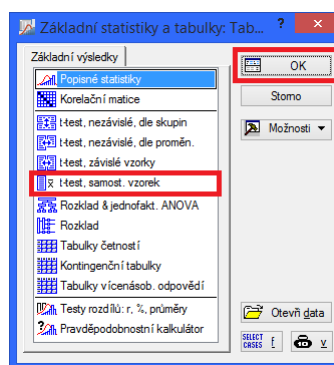 Základní statistiky a tabulky: Tab... ? x
Základní výsledky
Popisné statistiky
Korelační matice
t-test, nezávislé, dle skupin
t-test, nezávislé, dle proměn.
t-test, závislé vzorky
t-test, samost. vzorek
Rozklad & jednofakt. ANOVA
Rozklad
Tabulky četností
Kontingenční tabulky
Tabulky vícenásob. odpovědí
Testy rozdílů: r, %, průměry
Pravděpodobnostní kalkulátor
OK
Storno
Možnosti
Otevři data
SELECT CASES f v